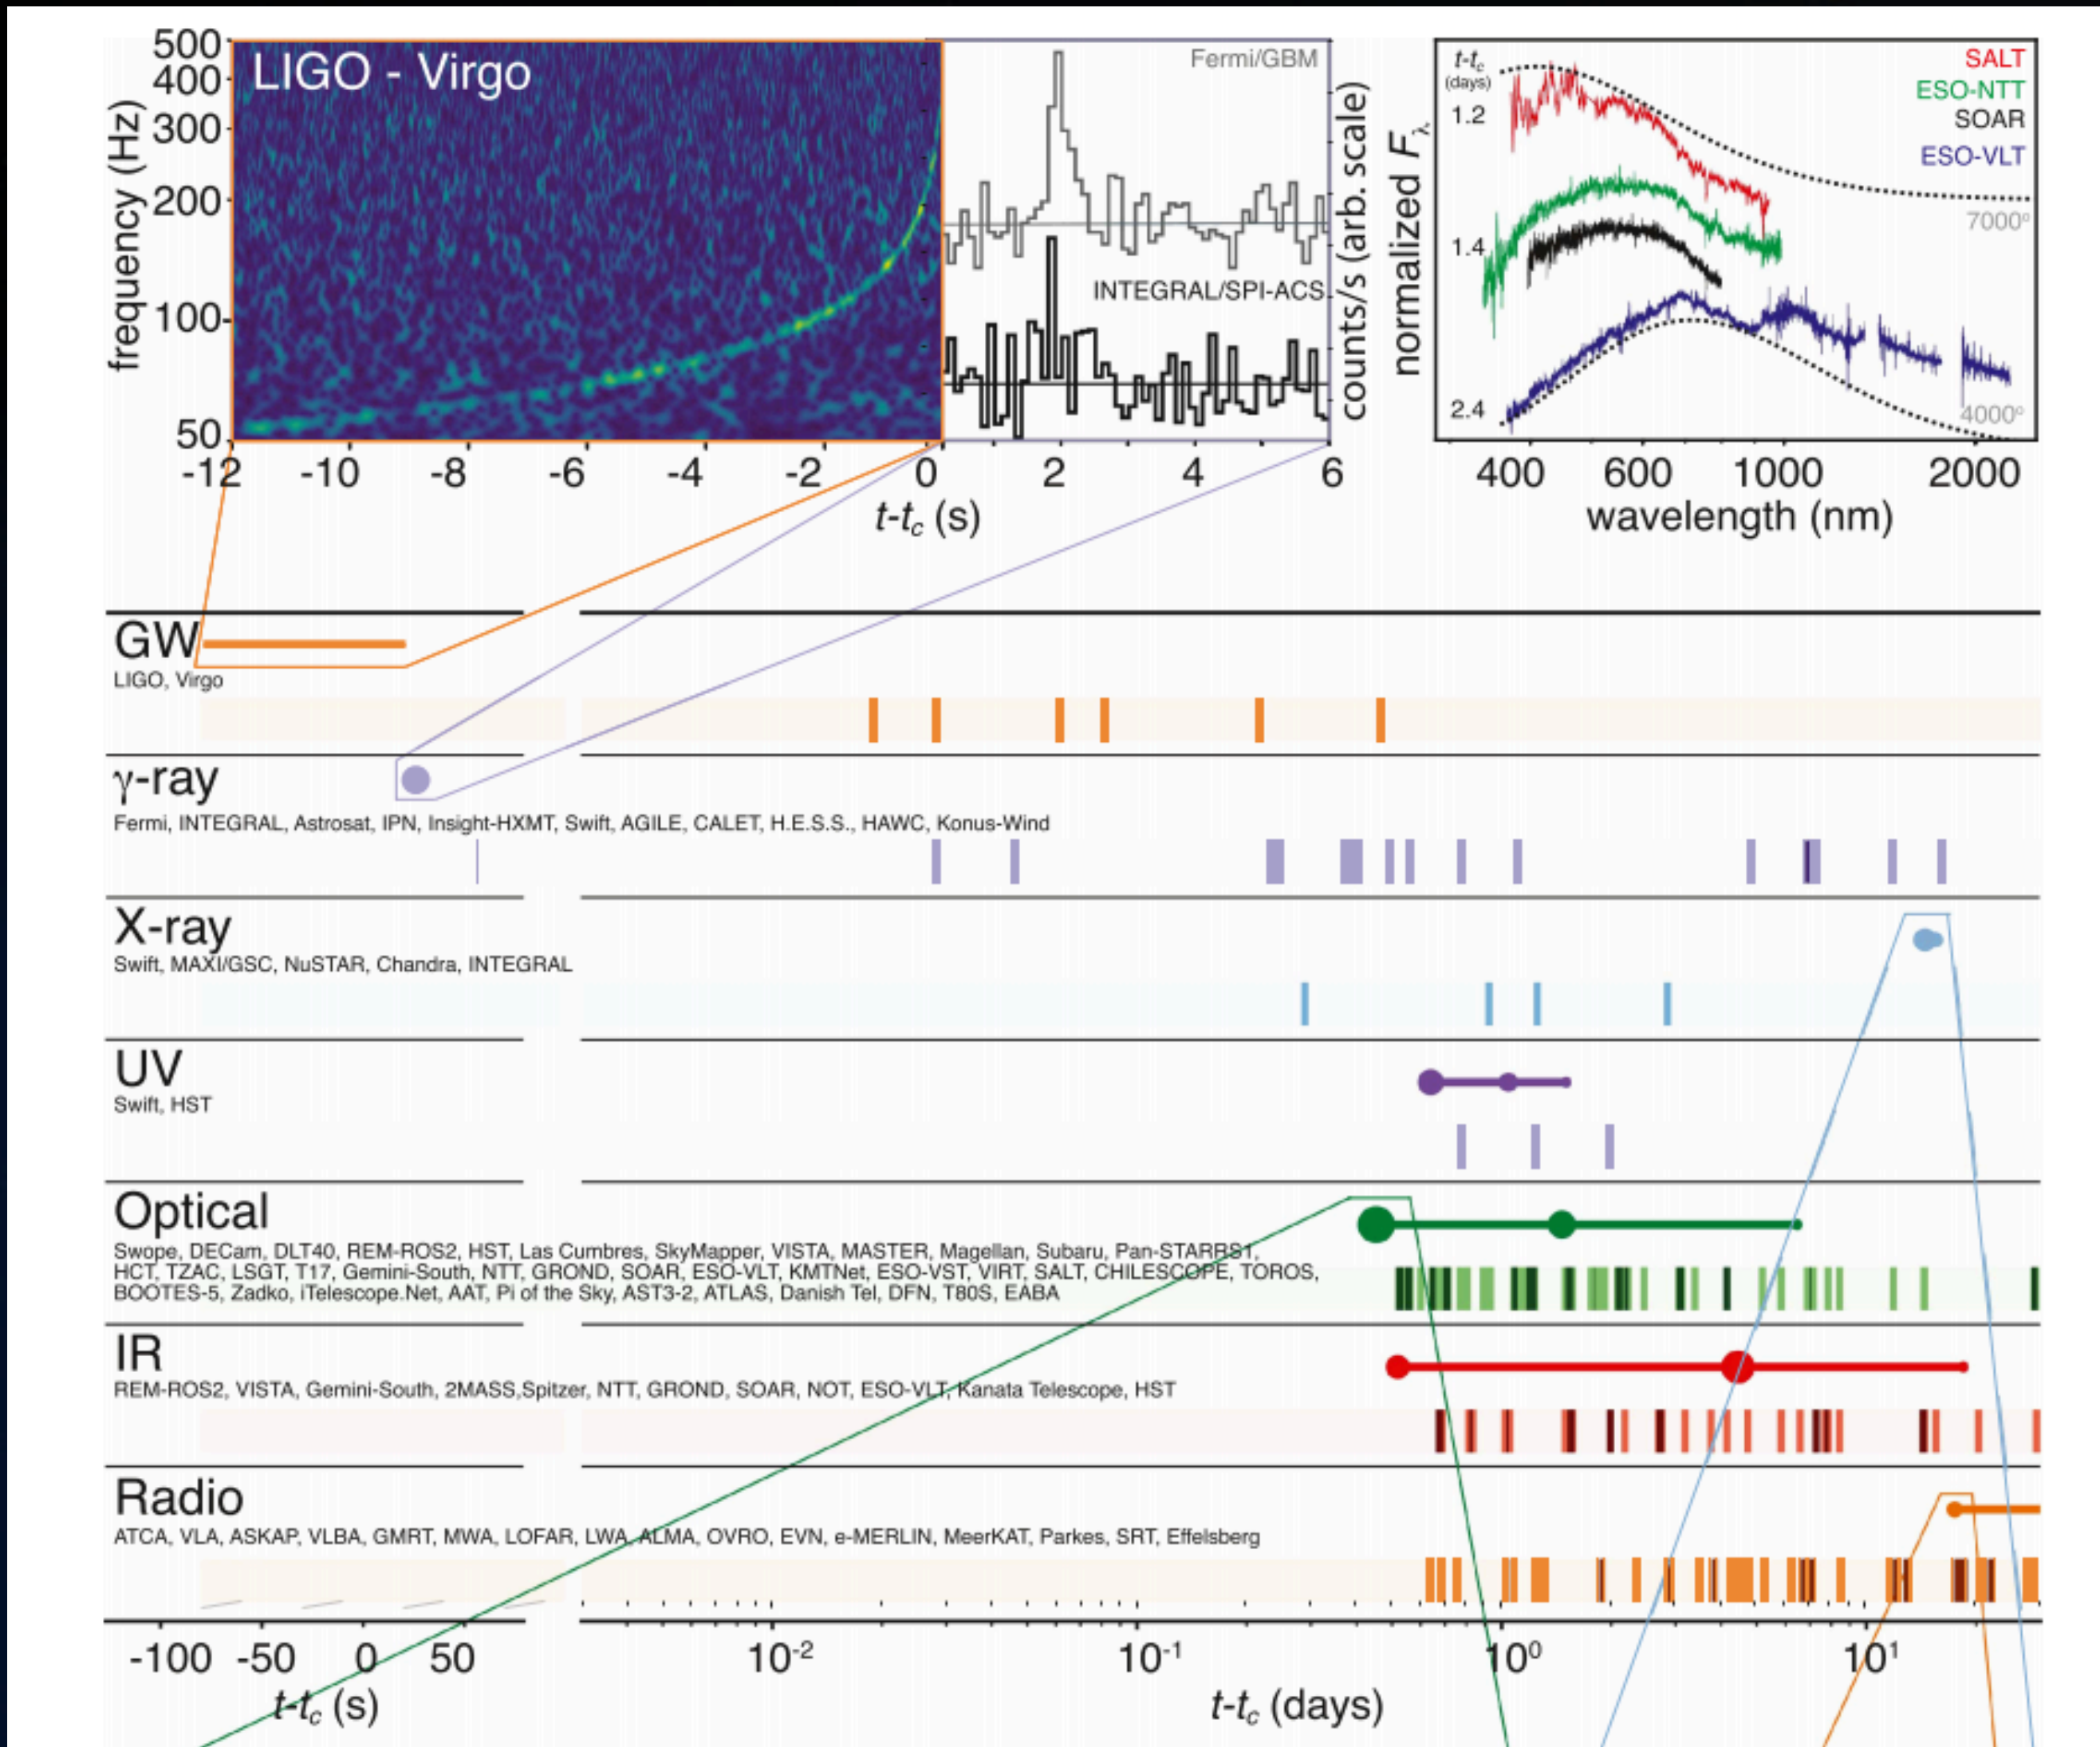 LIGO - Virgo
500
400
300
200
100
50
frequency (Hz)
-12 -10 -8 -6 -4 -2 0 2 4 6
t-tc (s)
Fermi/GBM
INTEGRAL/SPI-ACS
counts/s (arb. scale)
normalized Fλ
t-tc
(days)
1.2
1.4
2.4
SALT
ESO-NTT
SOAR
ESO-VLT
7000°
4000°
400 600 1000 2000
wavelength (nm)
GW
LIGO, Virgo
γ-ray
Fermi, INTEGRAL, Astrosat, IPN, Insight-HXMT, Swift, AGILE, CALET, H.E.S.S., HAWC, Konus-Wind
X-ray
Swift, MAXI/GSC, NuSTAR, Chandra, INTEGRAL
UV
Swift, HST
Optical
Swope, DECam, DLT40, REM-ROS2, HST, Las Cumbres, SkyMapper, VISTA, MASTER, Magellan, Subaru, Pan-STARRS1,
HCT, TZAC, LSGT, T17, Gemini-South, NTT, GROND, SOAR, ESO-VLT, KMTNet, ESO-VST, VIRT, SALT, CHILESCOPE, TOROS,
BOOTES-5, Zadko, iTelescope.Net, AAT, Pi of the Sky, AST3-2, ATLAS, Danish Tel, DFN, T80S, EABA
IR
REM-ROS2, VISTA, Gemini-South, 2MASS,Spitzer, NTT, GROND, SOAR, NOT, ESO-VLT, Kanata Telescope, HST
Radio
ATCA, VLA, ASKAP, VLBA, GMRT, MWA, LOFAR, LWA, ALMA, OVRO, EVN, e-MERLIN, MeerKAT, Parkes, SRT, Effelsberg
-100 -50 0 50 10⁻² 10⁻¹ 10⁰ 10¹
t-tc (s) t-tc (days)